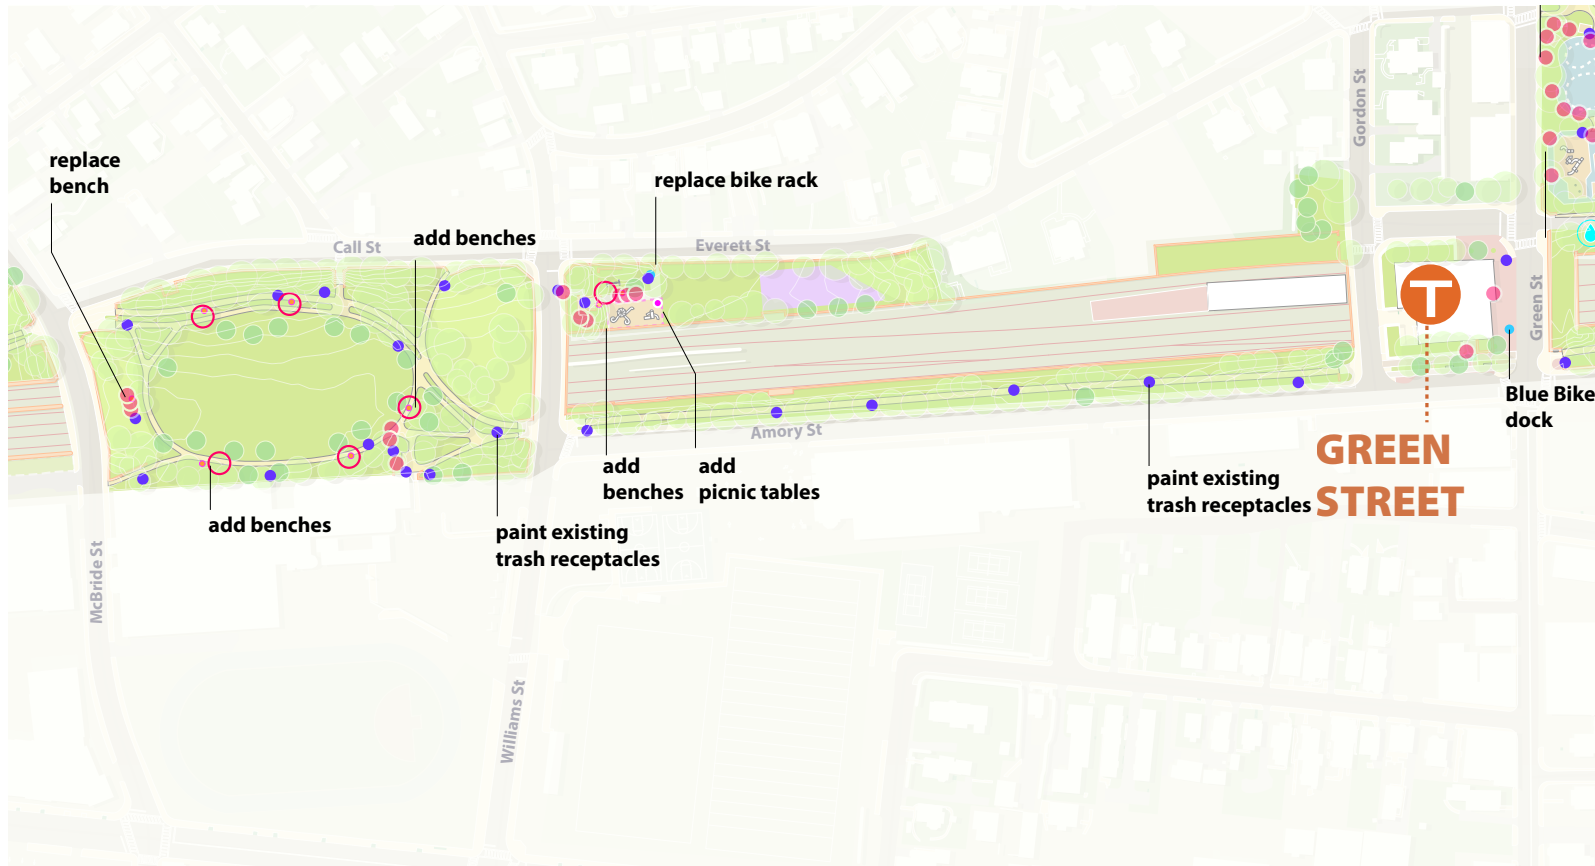 replace
bench
replace bike rack
Call St
add benches
Everett St
Gordon St
Green St
T
GREEN
STREET
Blue Bike
dock
Amory St
add
benches
add
picnic tables
paint existing
trash receptacles
add benches
paint existing
trash receptacles
McBride St
Williams St